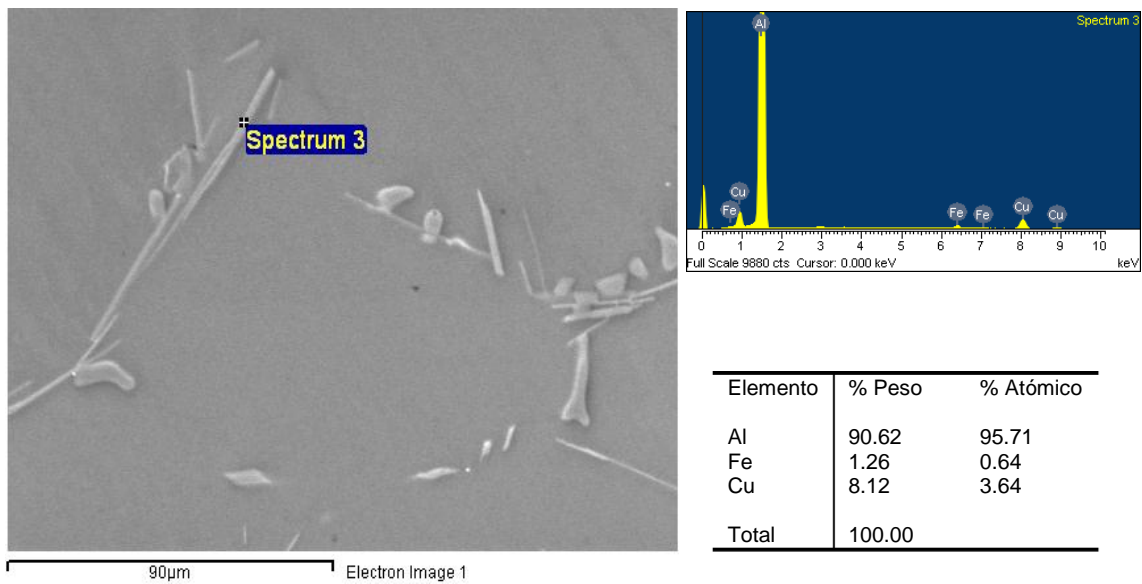 Spectrum 3
90µm
Electron Image 1
Spectrum 3
Al
Cu
Fe
Fe
Fe
Cu
Cu
0 1 2 3 4 5 6 7 8 9 10
Full Scale 9880 cts Cursor: 0.000 keV
keV
Elemento % Peso % Atómico
Al 90.62 95.71
Fe 1.26 0.64
Cu 8.12 3.64
Total 100.00